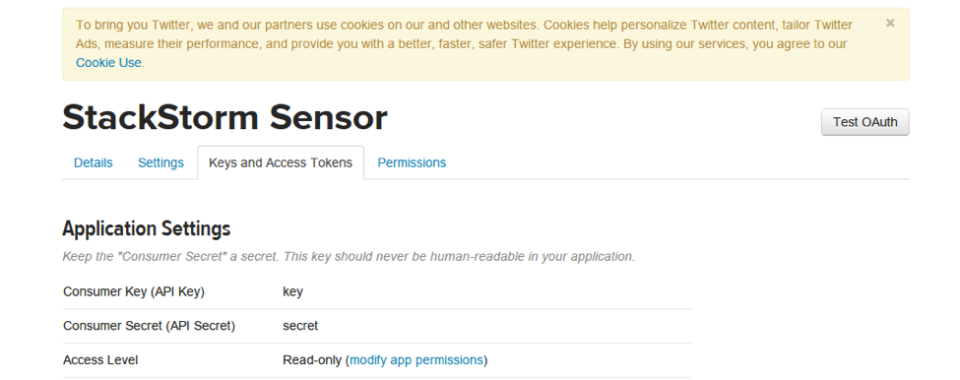 To bring you Twitter, we and our partners use cookies on our and other websites. Cookies help personalize Twitter content, tailor Twitter
Ads, measure their performance, and provide you with a better, faster, safer Twitter experience. By using our services, you agree to our
Cookie Use.
×
StackStorm Sensor
Test OAuth
Details Settings Keys and Access Tokens Permissions
Application Settings
Keep the "Consumer Secret" a secret. This key should never be human-readable in your application.
Consumer Key (API Key) key
Consumer Secret (API Secret) secret
Access Level Read-only (modify app permissions)